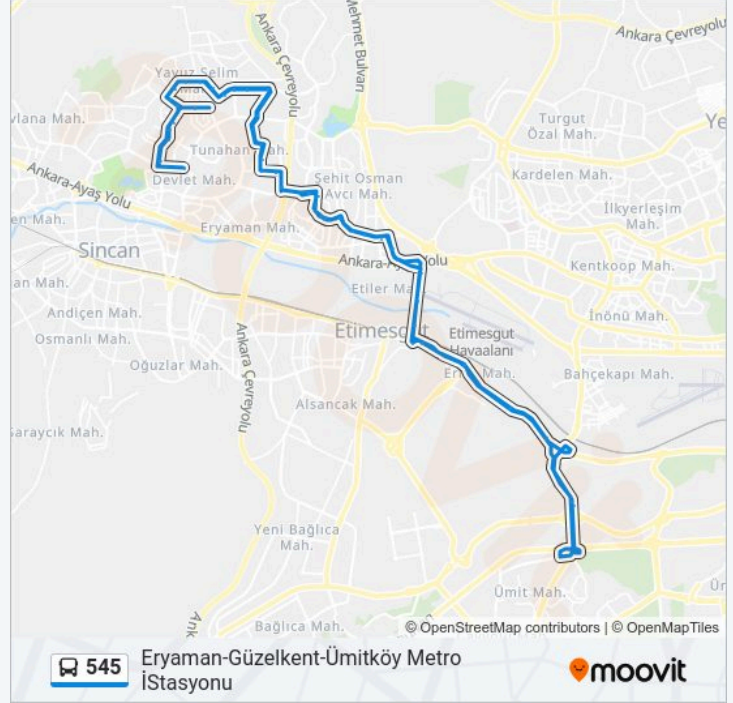 Ankara Çevreyolu
Mehmet Bulvarı
Ankara Çevreyolu
Yavuz Selim
Ye
vlana Mah.
Turgut
Özal Mah.
Tunahan Mah.
Ankara-Ayaş Yolu
Devlet Mah.
Şehit Osman
Avcı Mah.
Kardelen Mah.
en Mah.
Eryaman Mah.
İlkyerleşim
Mah.
Sincan
Ankara-Ayaş Yolu
Kentkoop Mah.
an Mah.
Etiler Ma
Andiçen Mah.
Etimesgut
Etimesgut
Havaalanı
İnönü Mah.
Osmanlı Mah.
Ankara Çevreyolu
Oğuzlar Mah.
Er Mah.
Bahçekapı Mah.
Alsancak Mah.
Saraycık Mah.
Yeni Bağlıca
Mah.
Ümit Mah.
Ür
Ank
Bağlıca Mah.
© OpenStreetMap contributors | © OpenMapTiles
545
Eryaman-Güzelkent-Ümitköy Metro
İStasyonu
moovit